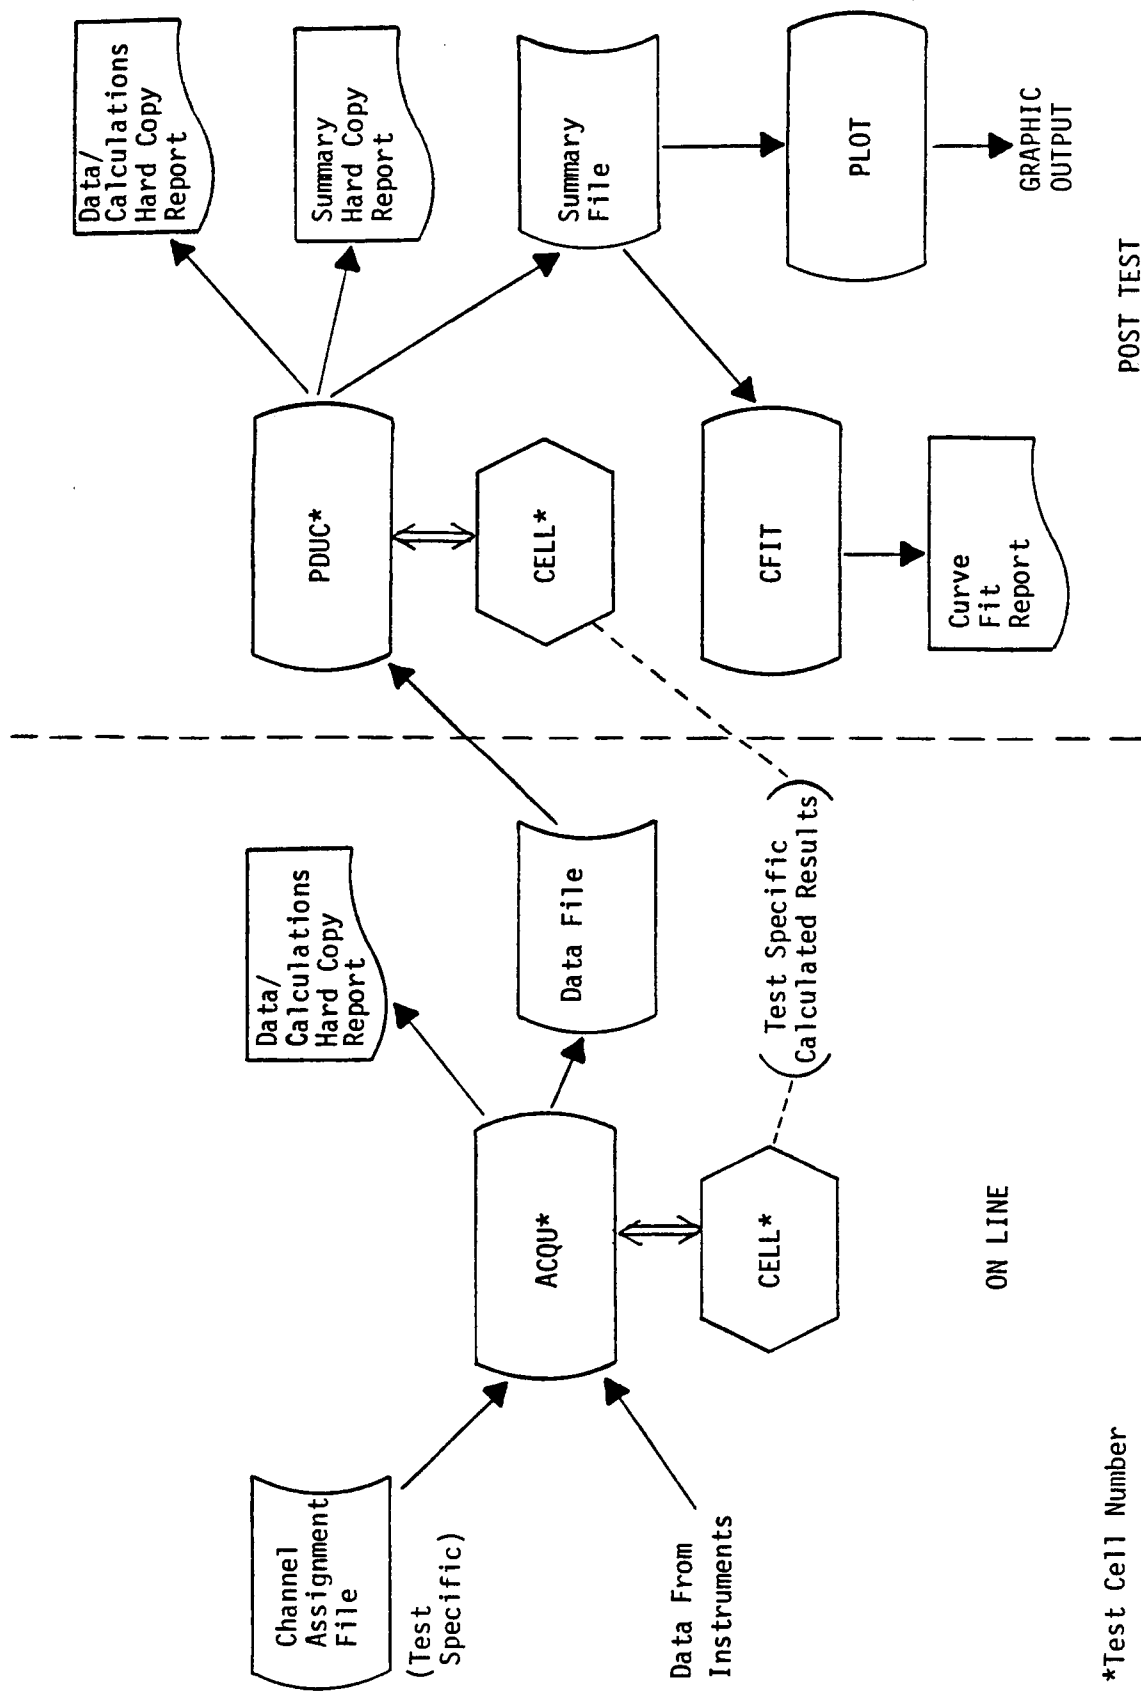 Channel
Assignment
File
(Test
Specific)
Data From
Instruments
ACQU*
CELL*
Data/
Calculations
Hard Copy
Report
Data File
(Test Specific
Calculated Results)
ON LINE
PDUC*
CELL*
Data/
Calculations
Hard Copy
Report
Summary
Hard Copy
Report
Summary
File
CFIT
Curve
Fit
Report
PLOT
GRAPHIC
OUTPUT
POST TEST
*Test Cell Number